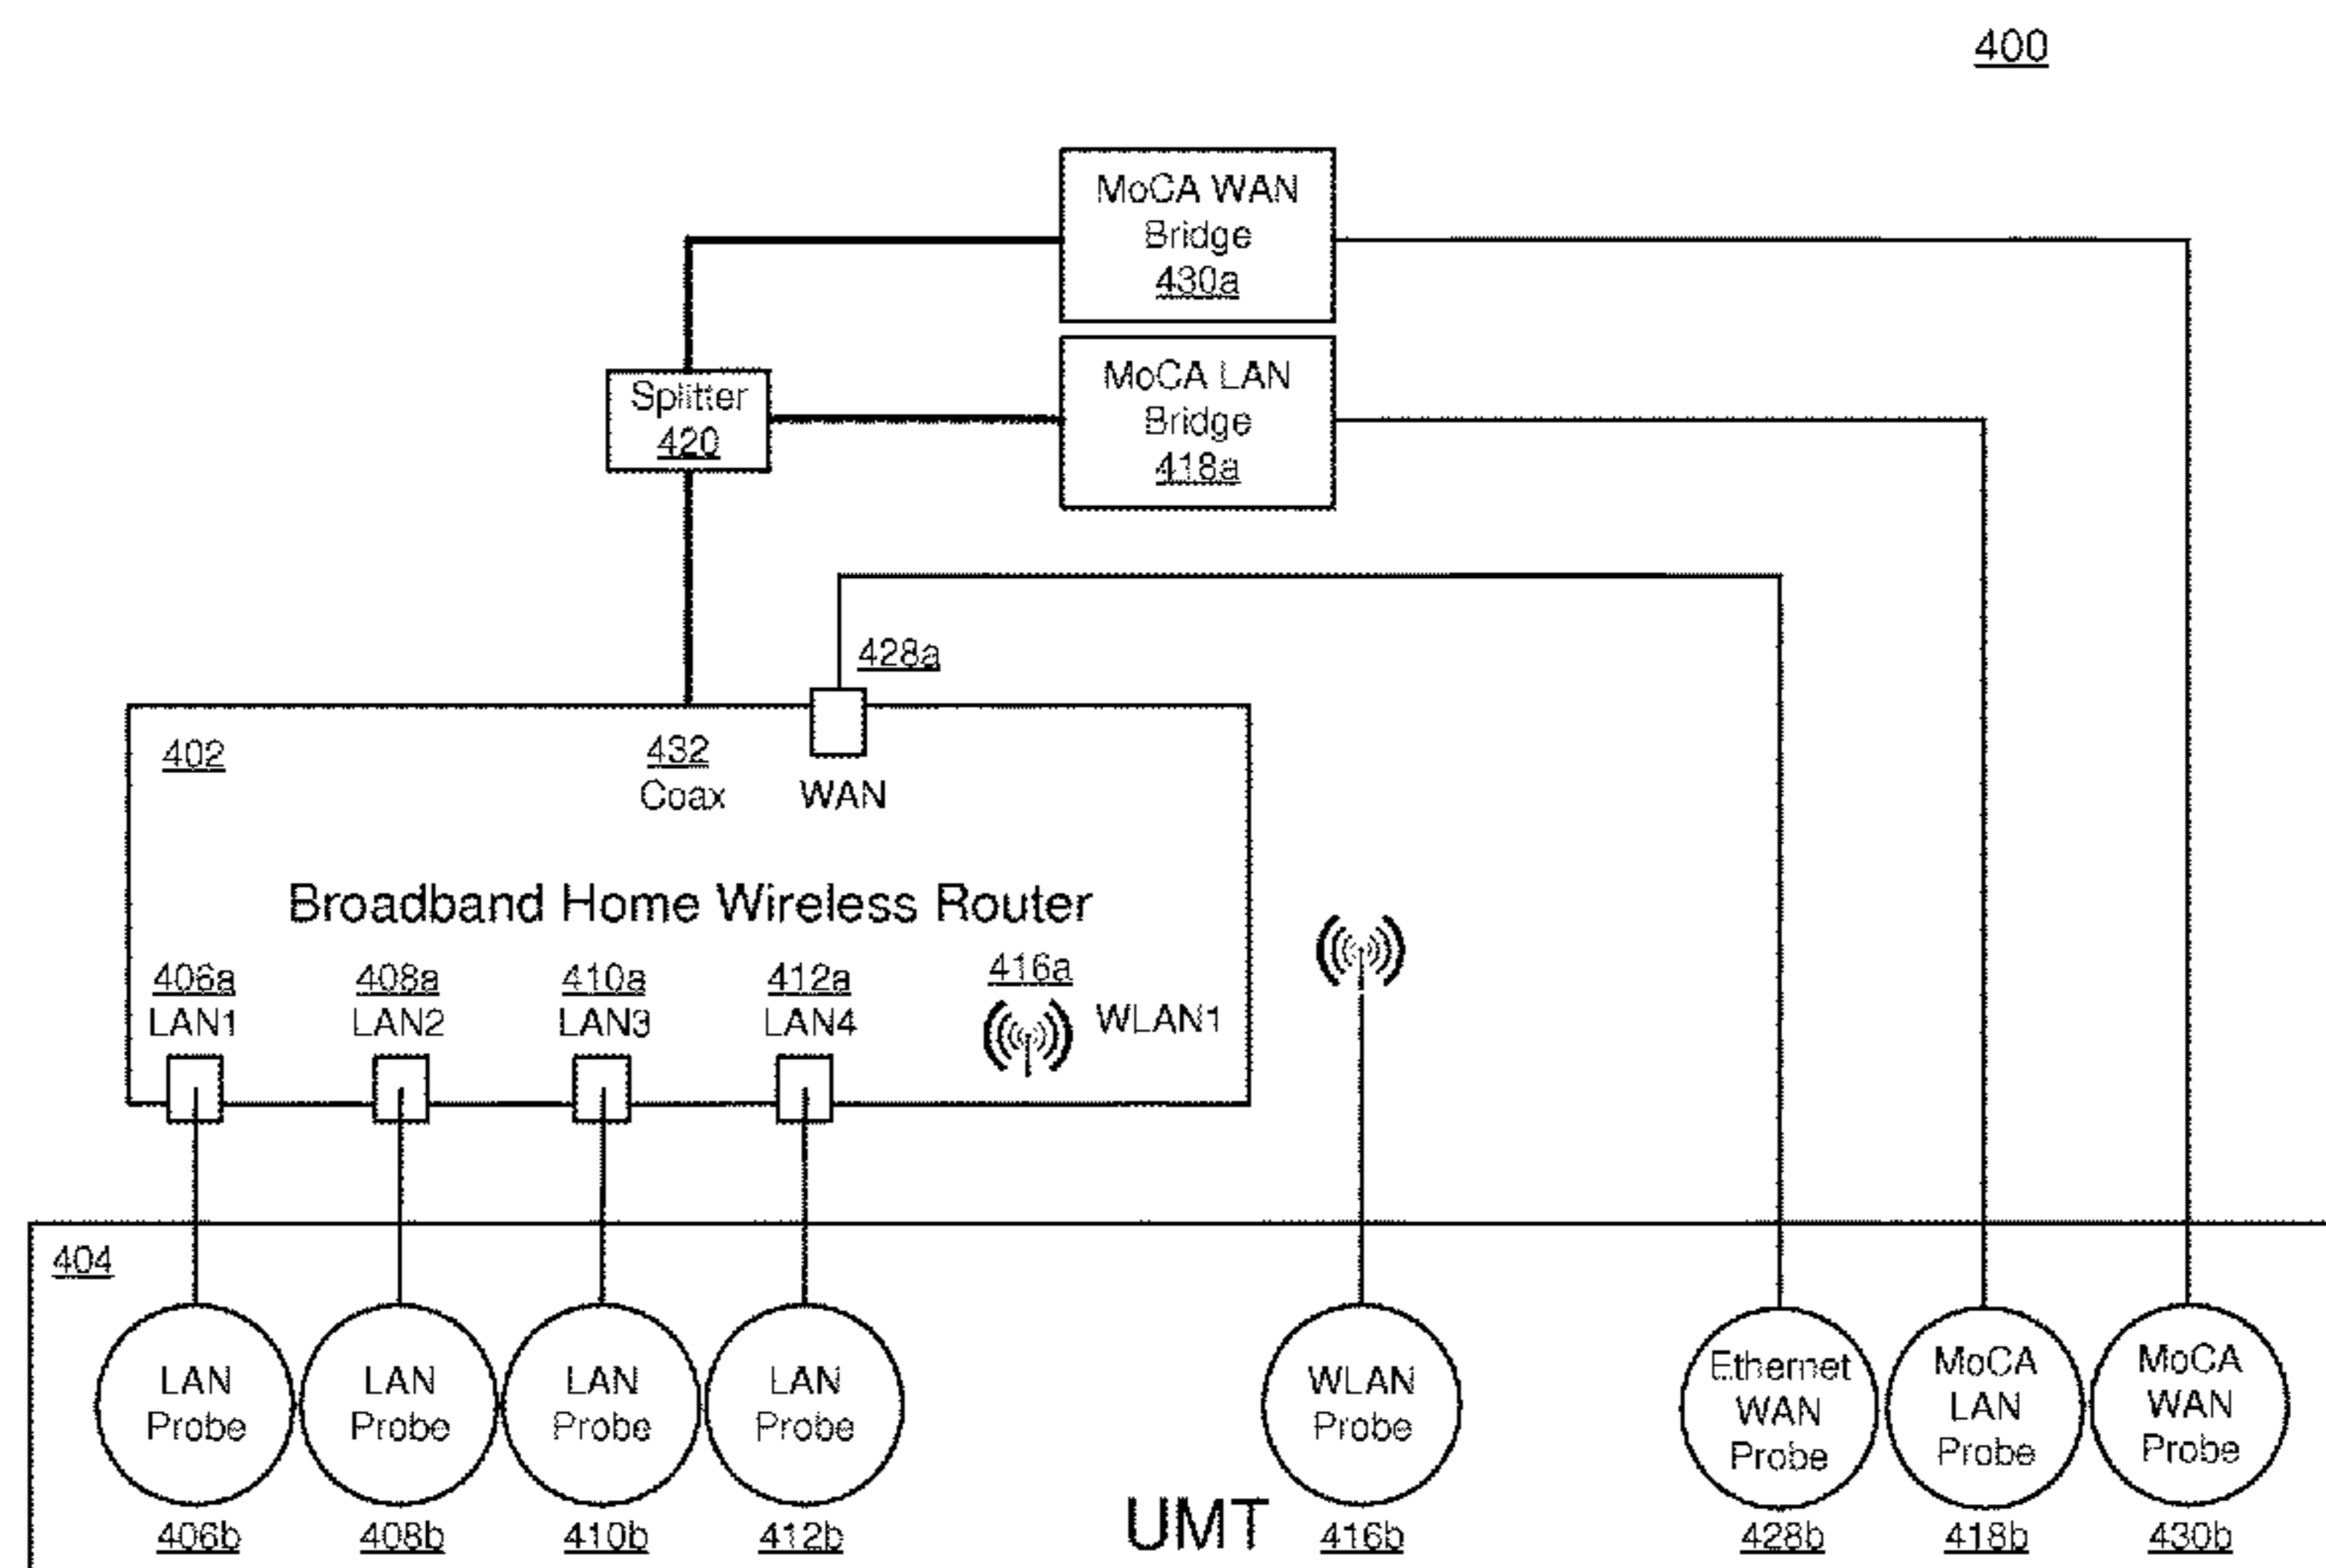 400
MoCA WAN
Bridge
430a
Splitter
420
MoCA LAN
Bridge
418a
428a
402
432
Coax
WAN
Broadband Home Wireless Router
406a
LAN1
408a
LAN2
410a
LAN3
412a
LAN4
416a
WLAN1
404
LAN
Probe
406b
LAN
Probe
408b
LAN
Probe
410b
LAN
Probe
412b
UMT
WLAN
Probe
416b
Ethernet
WAN
Probe
428b
MoCA
LAN
Probe
418b
MoCA
WAN
Probe
430b